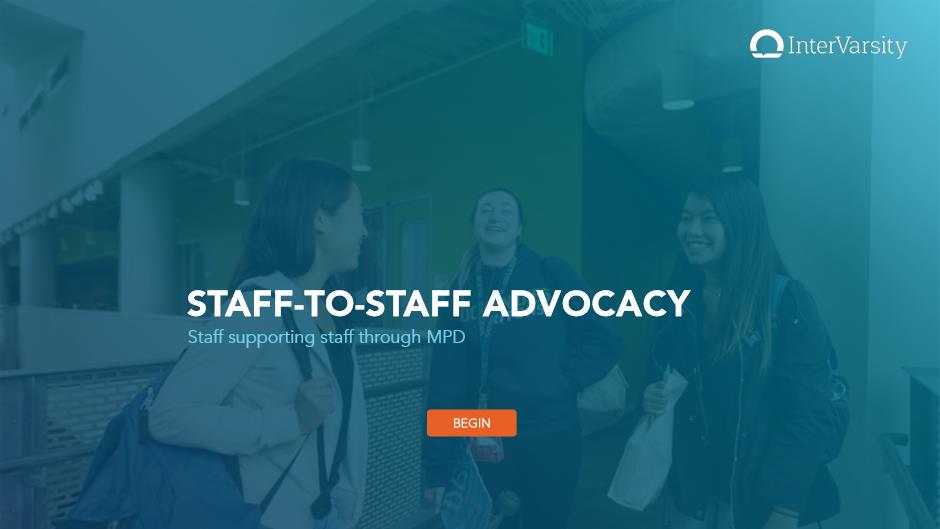 InterVarsity
STAFF-TO-STAFF ADVOCACY
Staff supporting staff through MPD
BEGIN